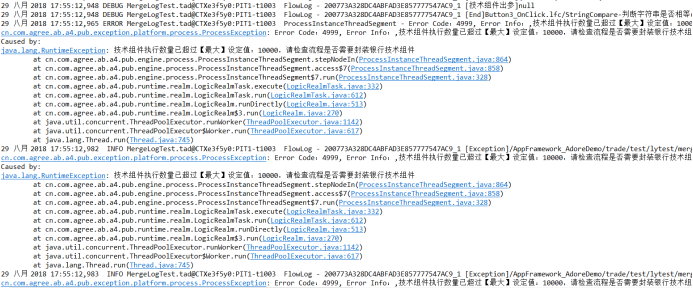 29 八月 2018 17:55:12,948 DEBUG MergeLogTest.tad@CTXe3f5y0:PIT1-t1003 FlowLog - 200773A328DC4ABFAD3E857777547AC9_1 [技术组件出参]null
29 八月 2018 17:55:12,951 DEBUG MergeLogTest.tad@CTXe3f5y0:PIT1-t1003 FlowLog - 200773A328DC4ABFAD3E857777547AC9_1 [End]Button3_OnClick.lfc/StringCompare-判断字符串是否相等
29 八月 2018 17:55:12,965 ERROR MergeLogTest.tad@CTXe3f5y0:PIT1-t1003 ProcessInstanceThreadSegment - Error Code: 4999, Error Info: ,技术组件执行数量已超过【最大】设定值: 1000
cn.com.agree.ab.a4.pub.exception.platform.process.ProcessException: Error Code: 4999, Error Info: ,技术组件执行数量已超过【最大】设定值: 10000, 请检查流程是否需要封装银行技术组
Caused by:
java.lang.RuntimeException: 技术组件执行数量已超过【最大】设定值: 10000, 请检查流程是否需要封装银行技术组件
at cn.com.agree.ab.a4.pub.engine.process.ProcessInstanceThreadSegment.stepNodeIn(ProcessInstanceThreadSegment.java:864)
at cn.com.agree.ab.a4.pub.engine.process.ProcessInstanceThreadSegment.access$7(ProcessInstanceThreadSegment.java:858)
at cn.com.agree.ab.a4.pub.engine.process.ProcessInstanceThreadSegment$7.run(ProcessInstanceThreadSegment.java:328)
at cn.com.agree.ab.a4.pub.runtime.realm.LogicRealmTask.execute(LogicRealmTask.java:332)
at cn.com.agree.ab.a4.pub.runtime.realm.LogicRealmTask.run(LogicRealmTask.java:612)
at cn.com.agree.ab.a4.pub.runtime.realm.LogicRealm.runDirectly(LogicRealm.java:513)
at cn.com.agree.ab.a4.pub.runtime.realm.LogicRealm$3.run(LogicRealm.java:270)
at java.util.concurrent.ThreadPoolExecutor.runWorker(ThreadPoolExecutor.java:1142)
at java.util.concurrent.ThreadPoolExecutor$Worker.run(ThreadPoolExecutor.java:617)
at java.lang.Thread.run(Thread.java:745)
29 八月 2018 17:55:12,982 INFO MergeLogTest.tad@CTXe3f5y0:PIT1-t1003 FlowLog - 200773A328DC4ABFAD3E857777547AC9_1 [Exception]/AppFramework_AdoreDemo/trade/test/lytest/mer
cn.com.agree.ab.a4.pub.exception.platform.process.ProcessException: Error Code: 4999, Error Info: ,技术组件执行数量已超过【最大】设定值: 10000, 请检查流程是否需要封装银行技术组
Caused by:
java.lang.RuntimeException: 技术组件执行数量已超过【最大】设定值: 10000, 请检查流程是否需要封装银行技术组件
at cn.com.agree.ab.a4.pub.engine.process.ProcessInstanceThreadSegment.stepNodeIn(ProcessInstanceThreadSegment.java:864)
at cn.com.agree.ab.a4.pub.engine.process.ProcessInstanceThreadSegment.access$7(ProcessInstanceThreadSegment.java:858)
at cn.com.agree.ab.a4.pub.engine.process.ProcessInstanceThreadSegment$7.run(ProcessInstanceThreadSegment.java:328)
at cn.com.agree.ab.a4.pub.runtime.realm.LogicRealmTask.execute(LogicRealmTask.java:332)
at cn.com.agree.ab.a4.pub.runtime.realm.LogicRealmTask.run(LogicRealmTask.java:612)
at cn.com.agree.ab.a4.pub.runtime.realm.LogicRealm.runDirectly(LogicRealm.java:513)
at cn.com.agree.ab.a4.pub.runtime.realm.LogicRealm$3.run(LogicRealm.java:270)
at java.util.concurrent.ThreadPoolExecutor.runWorker(ThreadPoolExecutor.java:1142)
at java.util.concurrent.ThreadPoolExecutor$Worker.run(ThreadPoolExecutor.java:617)
at java.lang.Thread.run(Thread.java:745)
29 八月 2018 17:55:12,983 INFO MergeLogTest.tad@CTXe3f5y0:PIT1-t1003 FlowLog - 200773A328DC4ABFAD3E857777547AC9_1 [Exception]/AppFramework_AdoreDemo/trade/test/lytest/mer
cn.com.agree.ab.a4.pub.exception.platform.process.ProcessException: Error Code: 4999, Error Info: ,技术组件执行数量已超过【最大】设定值: 10000, 请检查流程是否需要封装银行技术组